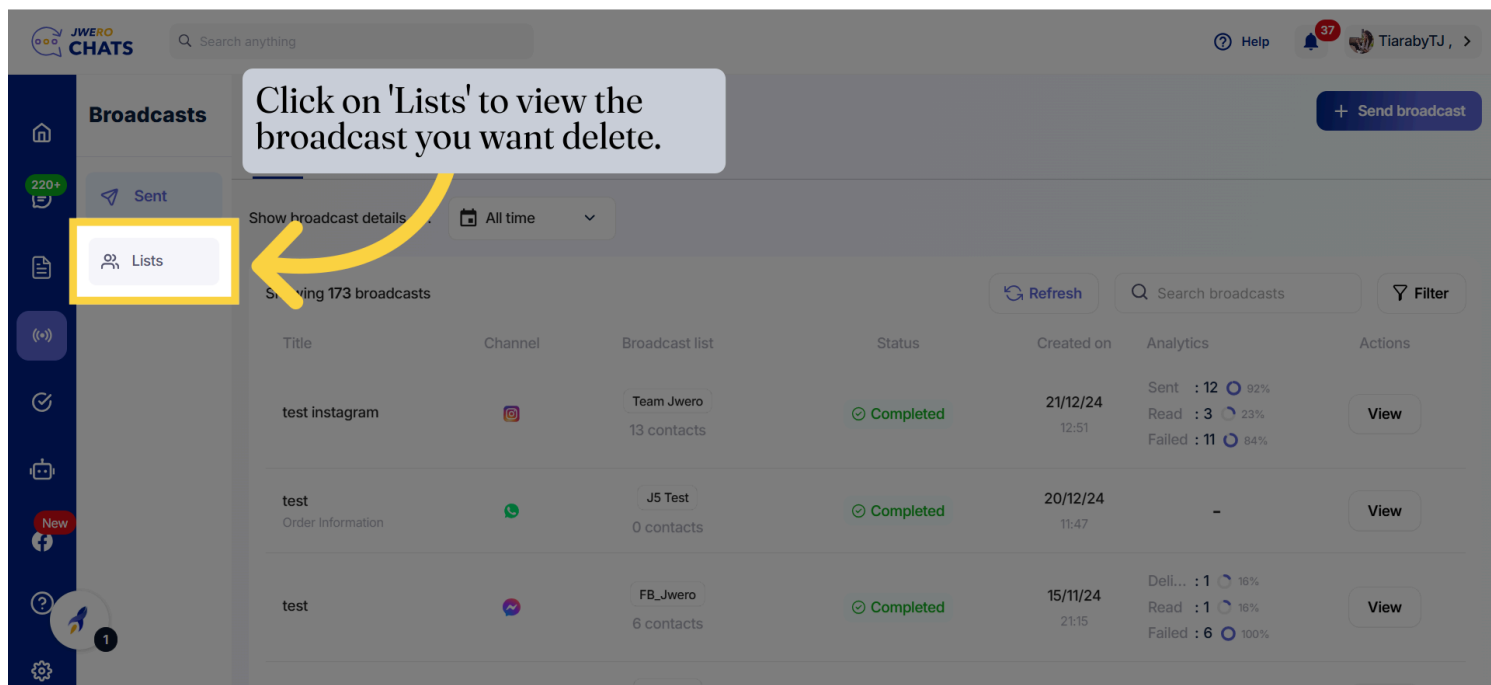 JWERO
CHATS
Search anything
Help
37
TiarabyTJ ,
Click on 'Lists' to view the
broadcast you want delete.
Broadcasts
+ Send broadcast
220+
Sent
Show broadcast details
All time
Lists
Showing 173 broadcasts
Refresh
Search broadcasts
Filter
Title Channel Broadcast list Status Created on Analytics Actions
test instagram
Team Jwero
13 contacts
Completed
21/12/24
12:51
Sent : 12 92%
Read : 3 23%
Failed : 11 84%
View
test
Order Information
J5 Test
0 contacts
Completed
20/12/24
11:47
-
View
New
test
FB_Jwero
6 contacts
Completed
15/11/24
21:15
Deli... : 1 16%
Read : 1 16%
Failed : 6 100%
View
1